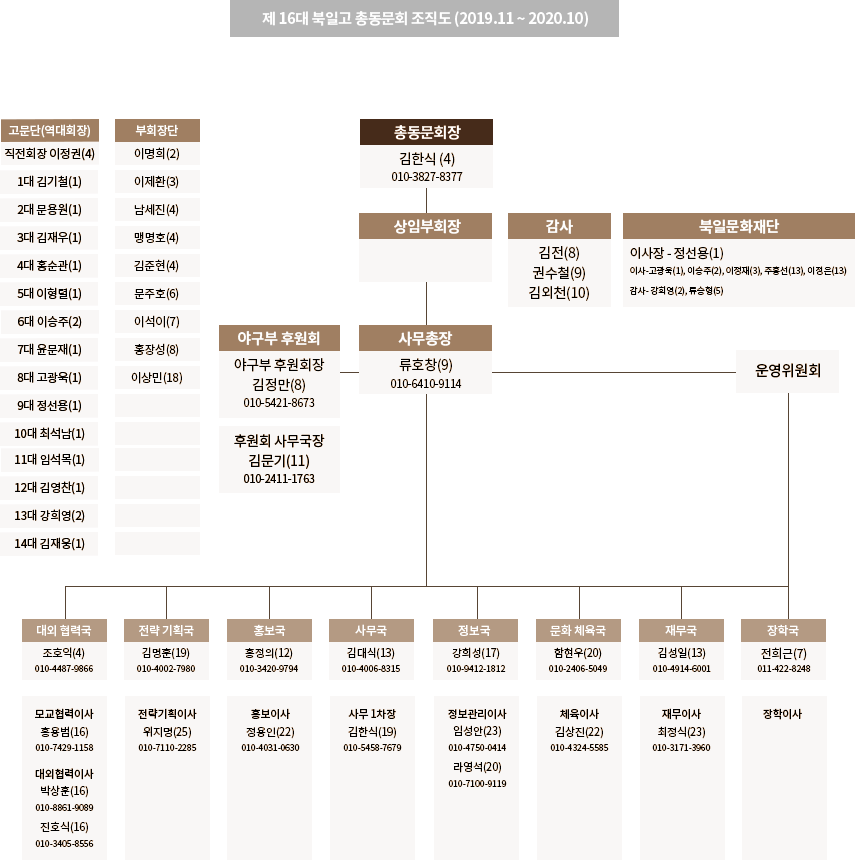 제 16대 북일고 총동문회 조직도 (2019.11 ~ 2020.10)
고문단(역대회장)
직전회장 이정권(4)
1대 김기철(1)
2대 문용원(1)
3대 김재우(1)
4대 홍순관(1)
5대 이형렬(1)
6대 이승주(2)
7대 윤문재(1)
8대 고광욱(1)
9대 정선용(1)
10대 최석남(1)
11대 임석목(1)
12대 김영찬(1)
13대 강희영(2)
14대 김재웅(1)
부회장단
이명희(2)
이제환(3)
남세진(4)
맹명호(4)
김준현(4)
문주호(6)
이석이(7)
홍장성(8)
이상민(18)
총동문회장
김한식 (4)
010-3827-8377
상임부회장
감사
김전(8)
권수철(9)
김외천(10)
북일문화재단
이사장 - 정선용(1)
이사-고광욱(1), 이승주(2), 이정재(3), 주홍선(13), 이경은(13)
감사- 강희영(2), 류승형(5)
야구부 후원회
야구부 후원회장
김정만(8)
010-5421-8673
후원회 사무국장
김문기(11)
010-2411-1763
사무총장
류호창(9)
010-6410-9114
운영위원회
대외 협력국
조호익(4)
010-4487-9866
모교협력이사
홍용범(16)
010-7429-1158
대외협력이사
박상훈(16)
010-8861-9089
진호식(16)
010-3405-8556
전략 기획국
김명훈(19)
010-4002-7980
전략기획이사
위지명(25)
010-7110-2285
홍보국
홍정의(12)
010-3420-9794
홍보이사
정용인(22)
010-4031-0630
사무국
김대식(13)
010-4006-8315
사무 1차장
김한식(19)
010-5458-7679
정보국
강희성(17)
010-9412-1812
정보관리이사
임성안(23)
010-4750-0414
라영석(20)
010-7100-9119
문화 체육국
함현우(20)
010-2406-5049
체육이사
김상진(22)
010-4324-5585
재무국
김성일(13)
010-4914-6001
재무이사
최정식(23)
010-3171-3960
장학국
전희근(7)
011-422-8248
장학이사